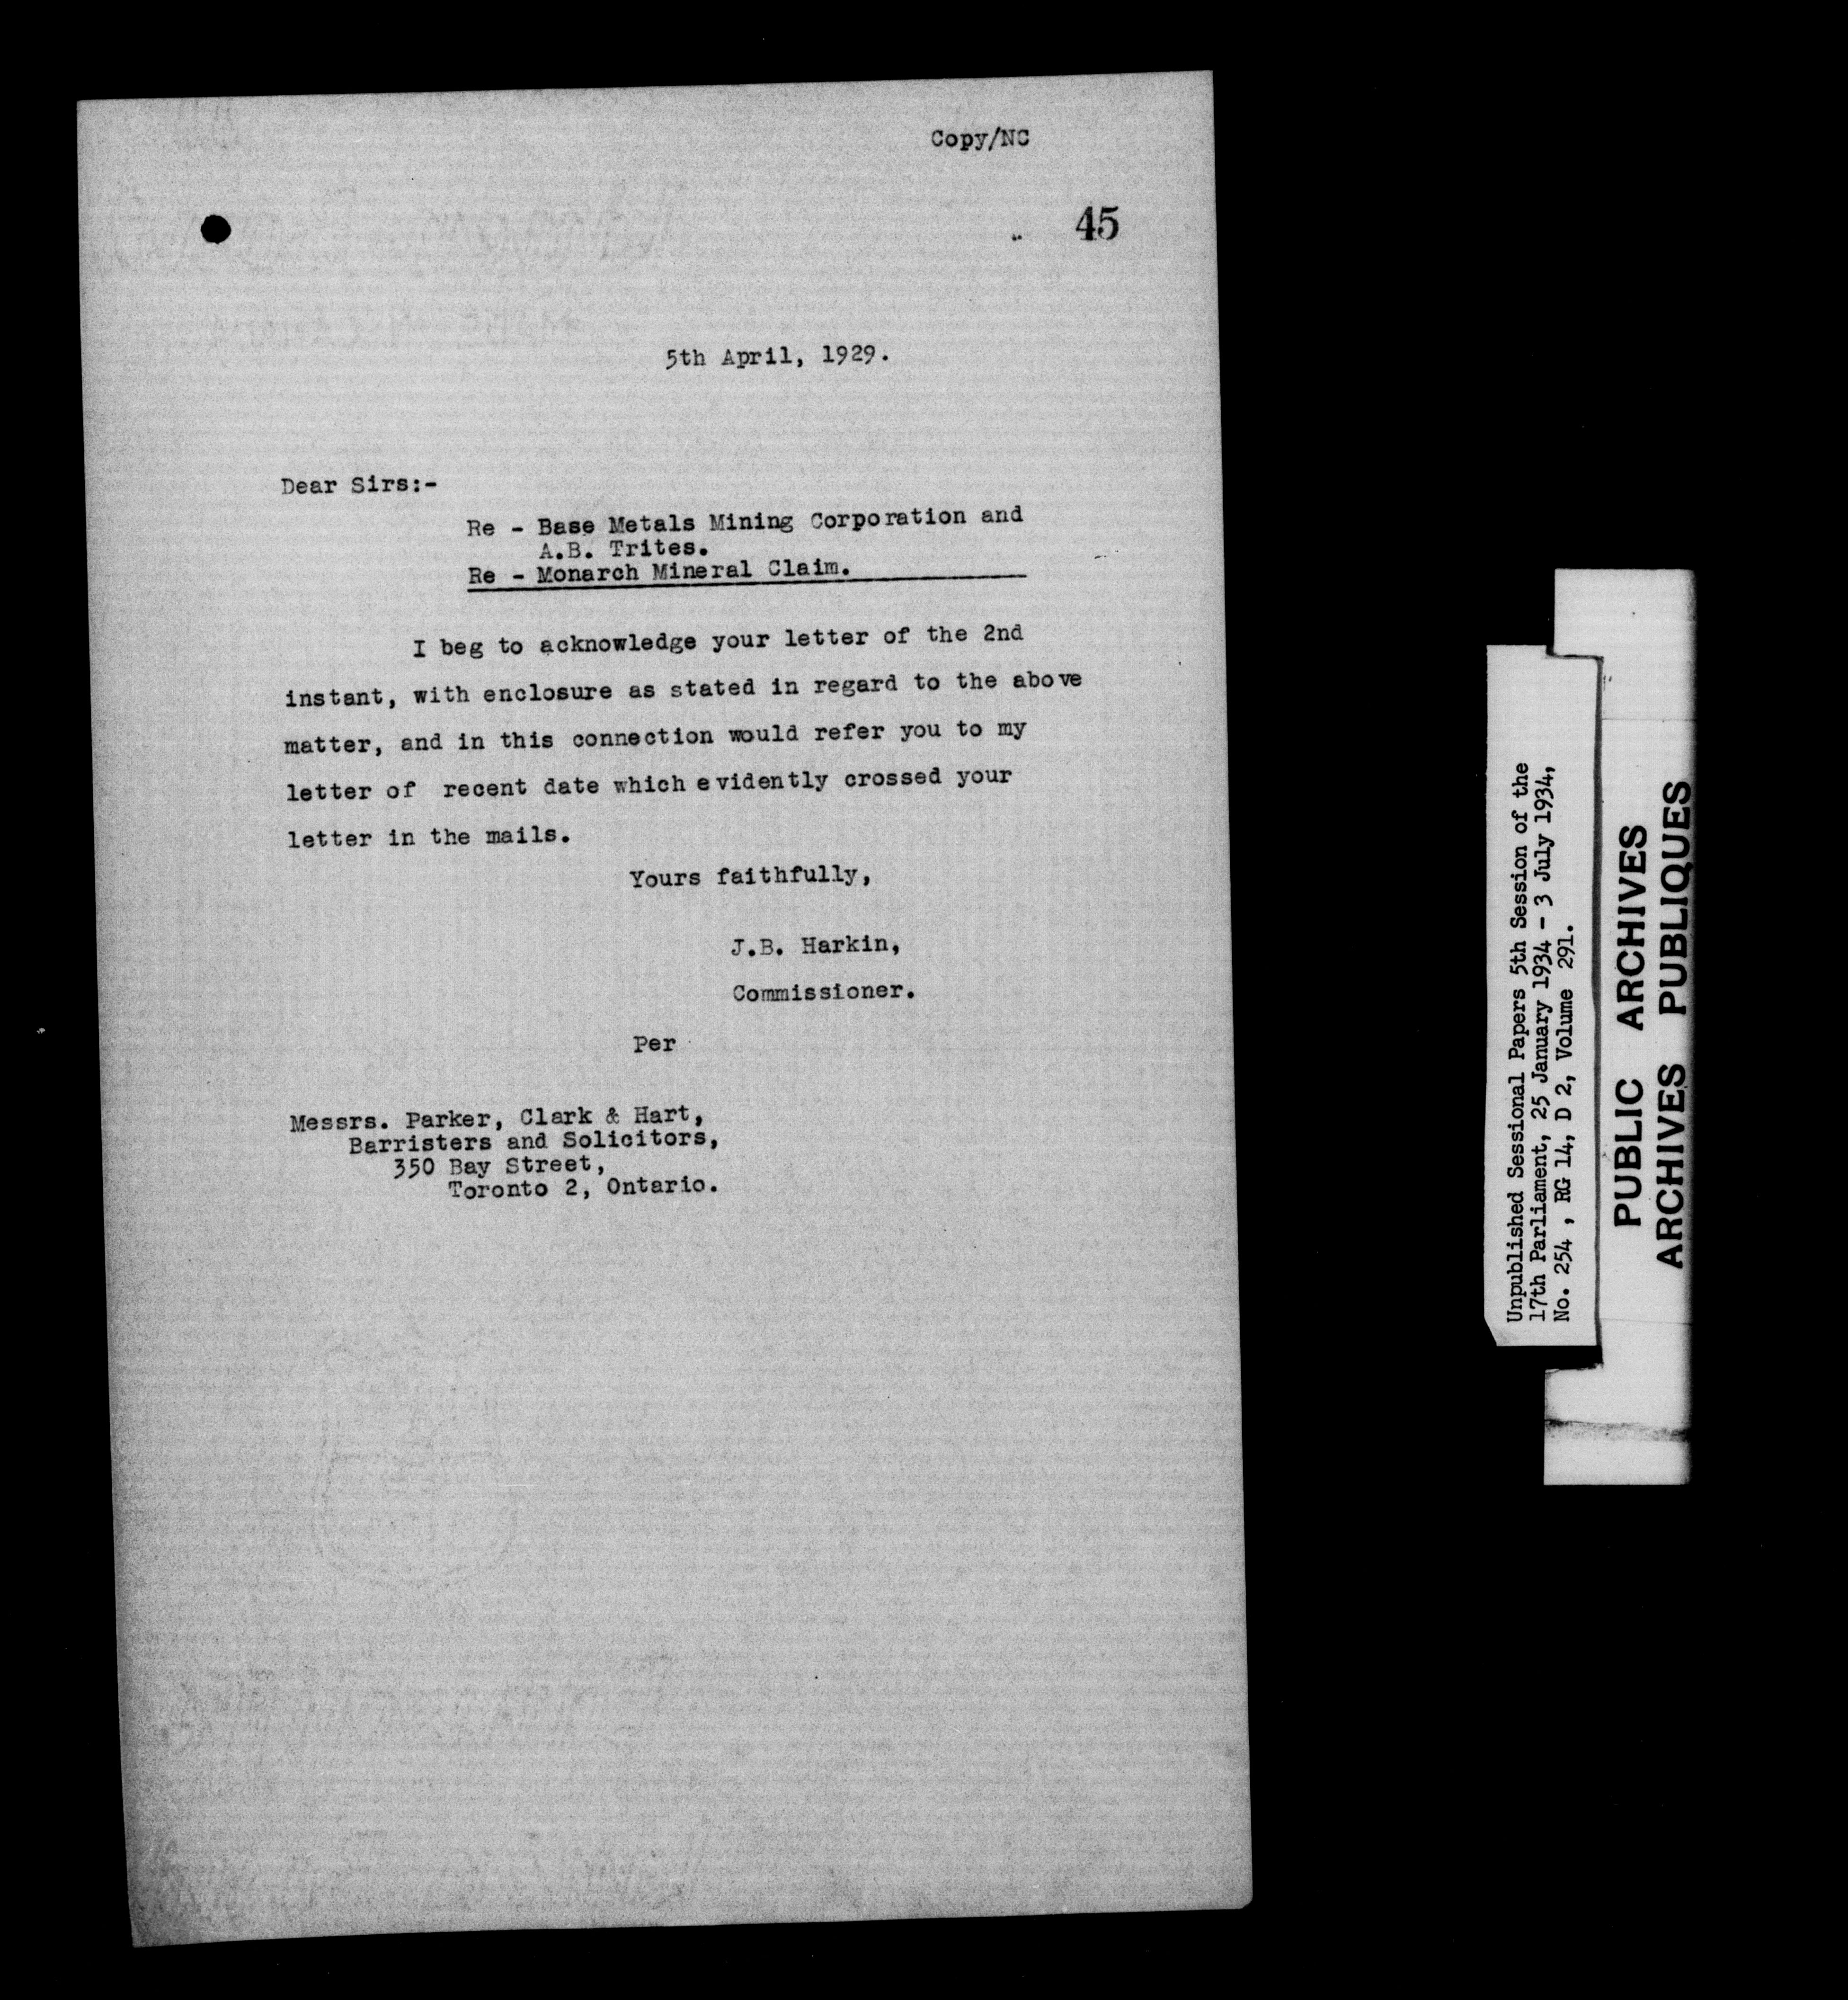 Copy/NC
45
5th April, 1929.
Dear Sirs:-
Re - Base Metals Mining Corporation and
A.B. Trites.
Re - Monarch Mineral Claim.
I beg to acknowledge your letter of the 2nd
instant, with enclosure as stated in regard to the above
matter, and in this connection would refer you to my
letter of recent date which evidently crossed your
letter in the mails.
Yours faithfully,
J.B. Harkin,
Commissioner.
Per
Messrs. Parker, Clark & Hart,
Barristers and Solicitors,
350 Bay Street,
Toronto 2, Ontario.
Unpublished Sessional Papers 5th Session of the
17th Parliament, 25 January 1934 - 3 July 1934,
No. 254 , RG 14, D 2, Volume 291.
PUBLIC ARCHIVES
ARCHIVES PUBLIQUES